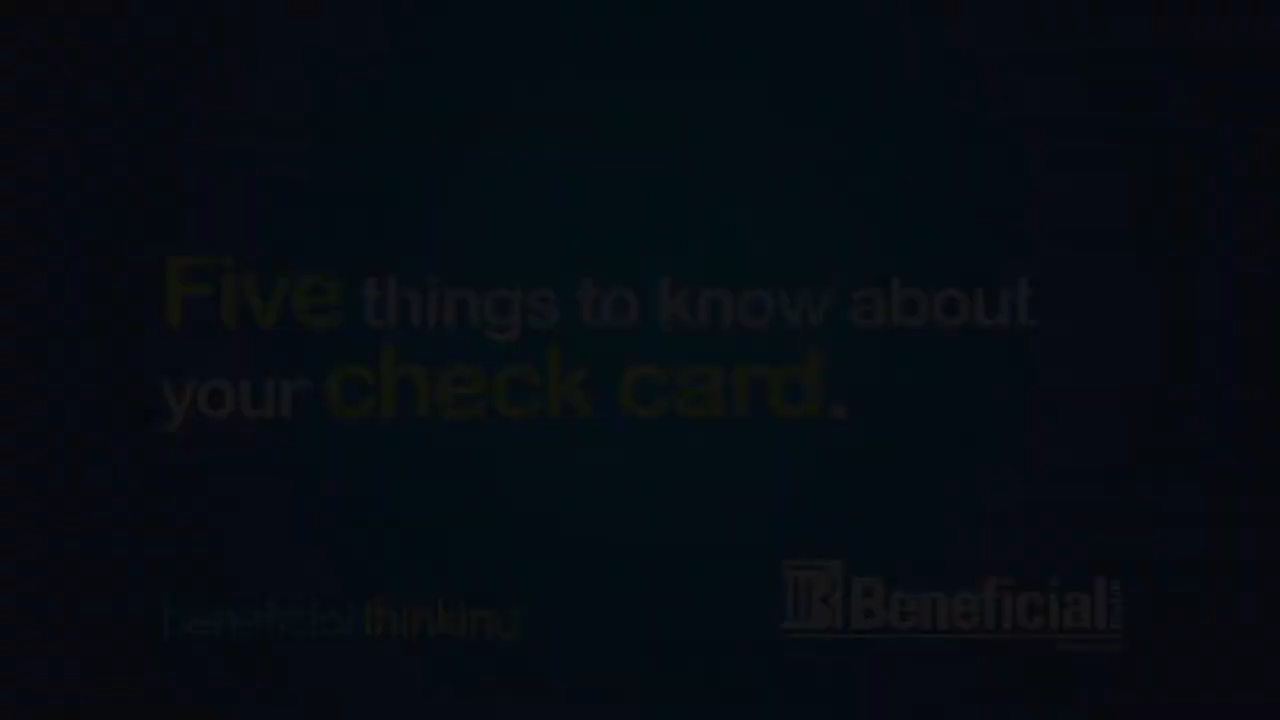 Five things to know about
your check card.
beneficial thinking
Beneficial